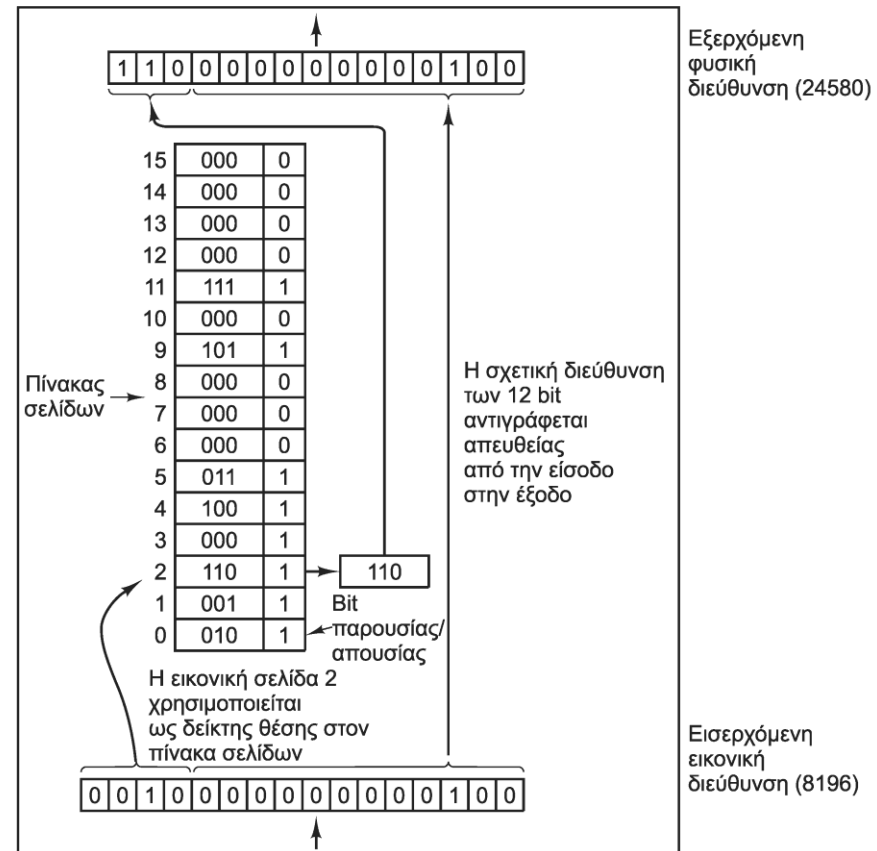 Εξερχόμενη
φυσική
διεύθυνση (24580)
1 1 0 0 0 0 0 0 0 0 0 0 1 0 0
15 000 0
14 000 0
13 000 0
12 000 0
11 111 1
10 000 0
9 101 1
8 000 0
7 000 0
6 000 0
5 011 1
4 100 1
3 000 1
2 110 1 110
1 001 1
0 010 1
Πίνακας
σελίδων
Η σχετική διεύθυνση
των 12 bit
αντιγράφεται
απευθείας
από την είσοδο
στην έξοδο
Bit
παρουσίας/
απουσίας
Η εικονική σελίδα 2
χρησιμοποιείται
ως δείκτης θέσης στον
πίνακα σελίδων
0 0 1 0 0 0 0 0 0 0 0 0 0 1 0 0
Εισερχόμενη
εικονική
διεύθυνση (8196)